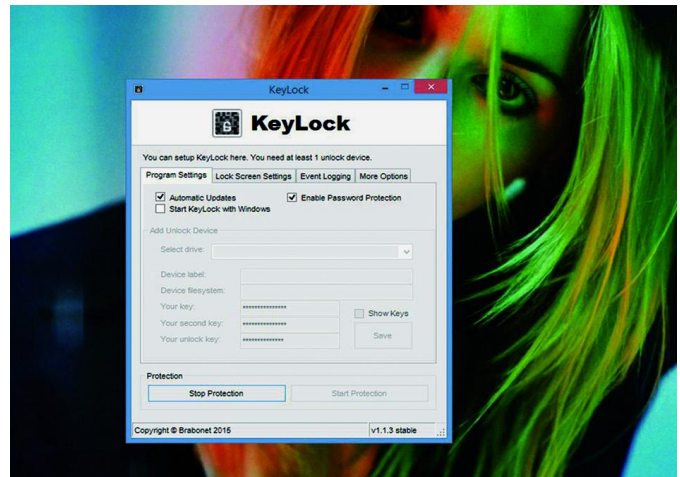 KeyLock
KeyLock
You can setup KeyLock here. You need at least 1 unlock device.
Program Settings Lock Screen Settings Event Logging More Options
Automatic Updates Enable Password Protection
Start KeyLock with Windows
Add Unlock Device
Select drive:
Device label:
Device filesystem:
Your key: ***************
Show Keys
Your second key:
Your unlock key: **************
Save
Protection
Stop Protection Start Protection
Copyright © Brabonet 2015 v1.1.3 stable